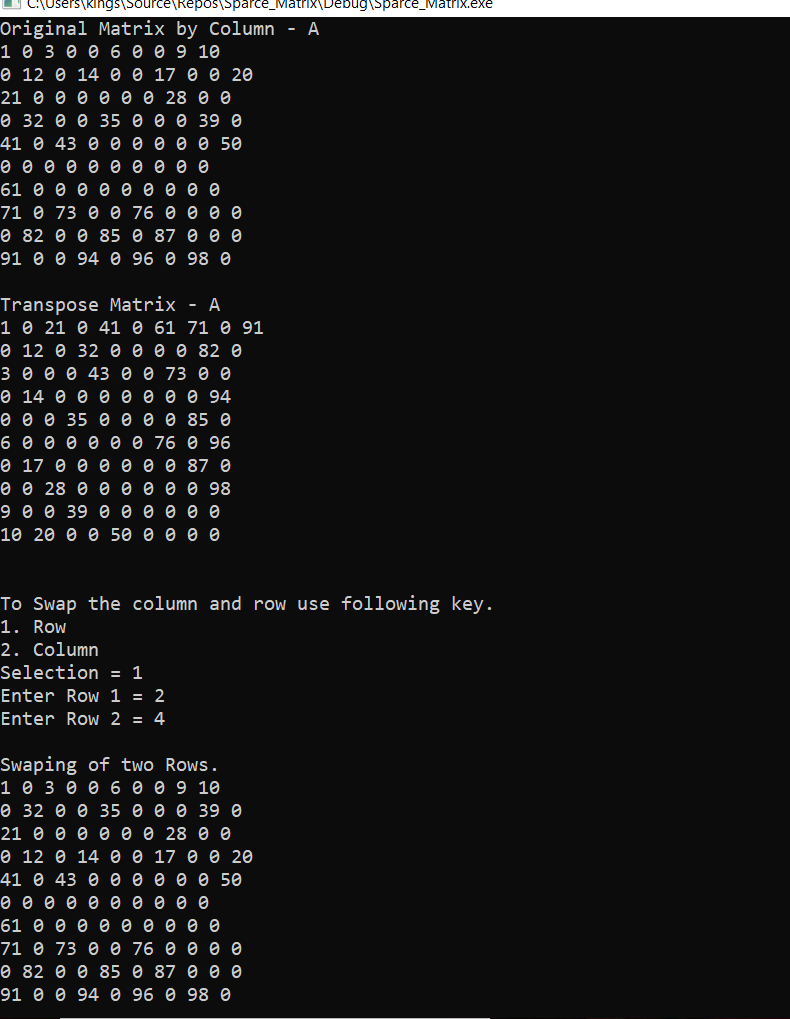 C:\Users\kings\Source\Repos\Sparce_Matrix\Debug\Sparce_Matrix.exe
Original Matrix by Column - A
1 0 3 0 0 6 0 0 9 10
0 12 0 14 0 0 17 0 0 20
21 0 0 0 0 0 0 28 0 0
0 32 0 0 35 0 0 0 39 0
41 0 43 0 0 0 0 0 0 50
0 0 0 0 0 0 0 0 0 0
61 0 0 0 0 0 0 0 0 0
71 0 73 0 0 76 0 0 0 0
0 82 0 0 85 0 87 0 0 0
91 0 0 94 0 96 0 98 0
Transpose Matrix - A
1 0 21 0 41 0 61 71 0 91
0 12 0 32 0 0 0 0 82 0
3 0 0 0 43 0 0 73 0 0
0 14 0 0 0 0 0 0 0 94
0 0 0 35 0 0 0 0 85 0
6 0 0 0 0 0 0 76 0 96
0 17 0 0 0 0 0 0 87 0
0 0 28 0 0 0 0 0 0 98
9 0 0 39 0 0 0 0 0 0
10 20 0 0 50 0 0 0 0
To Swap the column and row use following key.
1. Row
2. Column
Selection = 1
Enter Row 1 = 2
Enter Row 2 = 4
Swaping of two Rows.
1 0 3 0 0 6 0 0 9 10
0 32 0 0 35 0 0 0 39 0
21 0 0 0 0 0 0 28 0 0
0 12 0 14 0 0 17 0 0 20
41 0 43 0 0 0 0 0 0 50
0 0 0 0 0 0 0 0 0 0
61 0 0 0 0 0 0 0 0 0
71 0 73 0 0 76 0 0 0 0
0 82 0 0 85 0 87 0 0 0
91 0 0 94 0 96 0 98 0